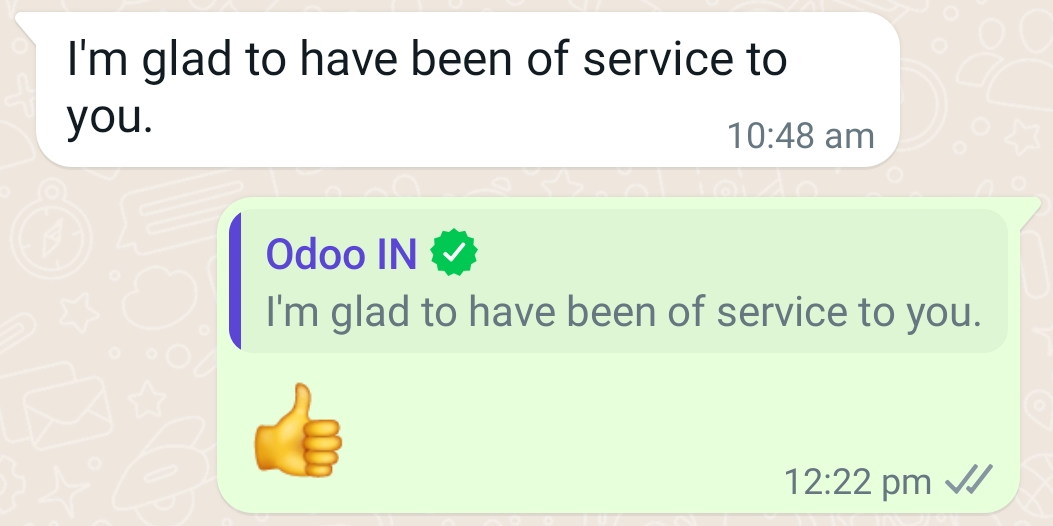 I'm glad to have been of service to
you.
10:48 am
Odoo IN
I'm glad to have been of service to you.
👍
12:22 pm